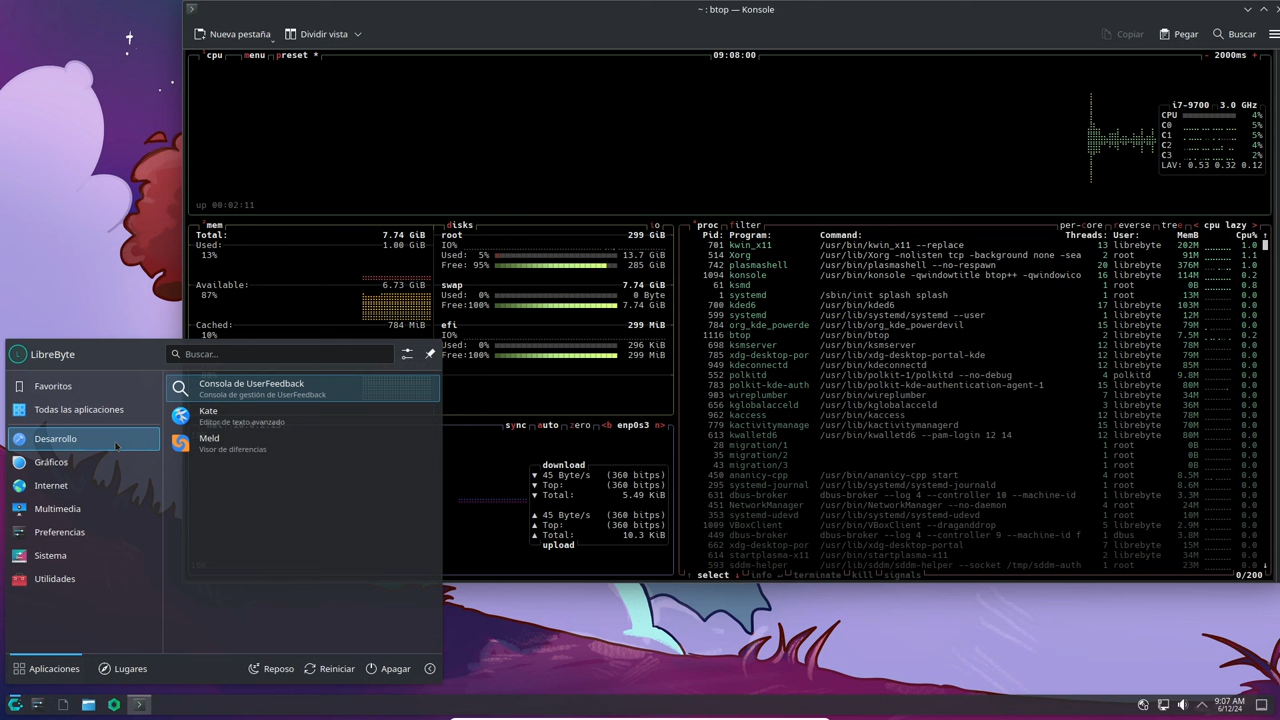 ~ : btop — Konsole
Nueva pestaña
Dividir vista
Copiar
Pegar
Buscar
cpu menu preset *
09:08:00
- 2000ms +
i7-9700 3.0 GHz
CPU 4%
C0 5%
C1 5%
C2 4%
C3 2%
LAV: 0.53 0.32 0.12
up 00:02:11
mem
Total: 7.74 GiB
Used: 1.00 GiB
13%
Available: 6.73 GiB
87%
Cached: 784 MiB
10%
disks io
root 299 GiB
IO%
Used: 5% 13.7 GiB
Free: 95% 285 GiB
swap 7.74 GiB
Used: 0% 0 Byte
Free:100% 7.74 GiB
efi 299 MiB
IO%
Used: 0% 296 KiB
Free:100% 299 MiB
sync auto zero <b enp0s3 n>
download
▼ 45 Byte/s (360 bitps)
▼ Top: (360 bitps)
▼ Total: 5.49 KiB
▲ 45 Byte/s (360 bitps)
▲ Top: (360 bitps)
▲ Total: 10.3 KiB
upload
proc filter per-core reverse tree < cpu lazy >
Pid: Program: Command: Threads: User: MemB Cpu% ↑
701 kwin_x11 /usr/bin/kwin_x11 --replace 13 librebyte 202M 1.0
514 Xorg /usr/lib/Xorg -nolisten tcp -background none -sea 2 root 91M 1.1
742 plasmashell /usr/bin/plasmashell --no-respawn 20 librebyte 376M 1.0
1094 konsole /usr/bin/konsole -qwindowtitle btop++ -qwindowico 16 librebyte 114M 0.2
61 ksmd 1 root 0B 0.8
1 systemd /sbin/init splash splash 1 root 13M 0.0
700 kded6 /usr/bin/kded6 17 librebyte 103M 0.0
599 systemd /usr/lib/systemd/systemd --user 1 librebyte 12M 0.0
784 org_kde_powerde /usr/lib/org_kde_powerdevil 15 librebyte 79M 0.0
1116 btop btop 2 librebyte 7.5M 0.2
698 ksmserver /usr/bin/ksmserver 12 librebyte 80M 0.0
785 xdg-desktop-por /usr/lib/xdg-desktop-portal-kde 12 librebyte 79M 0.0
729 kdeconnectd /usr/bin/kdeconnectd 12 librebyte 80M 0.0
552 polkitd /usr/lib/polkit-1/polkitd --no-debug 4 polkitd 9.8M 0.0
783 polkit-kde-auth /usr/lib/polkit-kde-authentication-agent-1 15 librebyte 80M 0.0
903 wireplumber /usr/bin/wireplumber 7 librebyte 30M 0.0
656 kglobalacceld /usr/lib/kglobalacceld 3 librebyte 36M 0.0
962 kaccess /usr/bin/kaccess 12 librebyte 82M 0.0
779 kactivitymanage /usr/lib/kactivitymanagerd 14 librebyte 65M 0.0
613 kwalletd6 /usr/bin/kwalletd6 --pam-login 12 14 12 librebyte 80M 0.0
28 migration/1 1 root 0B 0.0
35 migration/2 1 root 0B 0.0
43 migration/3 1 root 0B 0.0
450 ananicy-cpp /usr/bin/ananicy-cpp start 4 root 8.5M 0.0
295 systemd-journal /usr/lib/systemd/systemd-journald 1 root 18M 0.0
631 dbus-broker dbus-broker --log 4 --controller 10 --machine-id 1 librebyte 3.3M 0.0
451 NetworkManager /usr/bin/NetworkManager --no-daemon 4 root 22M 0.0
353 systemd-udevd /usr/lib/systemd/systemd-udevd 1 root 10M 0.0
1009 VBoxClient /usr/bin/VBoxClient --draganddrop 5 librebyte 2.9M 0.0
449 dbus-broker dbus-broker --log 4 --controller 9 --machine-id f 1 dbus 3.8M 0.0
662 xdg-desktop-por /usr/lib/xdg-desktop-portal 7 librebyte 15M 0.0
614 startplasma-x11 /usr/bin/startplasma-x11 2 librebyte 34M 0.0
593 sddm-helper /usr/lib/sddm/sddm-helper --socket /tmp/sddm-auth 1 root 23M 0.0 ↓
↑ select ↓ info ↵ terminate kill signals 0/200
LibreByte
Buscar...
Favoritos
Todas las aplicaciones
Desarrollo
Gráficos
Internet
Multimedia
Preferencias
Sistema
Utilidades
Consola de UserFeedback
Consola de gestión de UserFeedback
Kate
Editor de texto avanzado
Meld
Visor de diferencias
Aplicaciones
Lugares
Reposo
Reiniciar
Apagar
9:07 AM
6/12/24